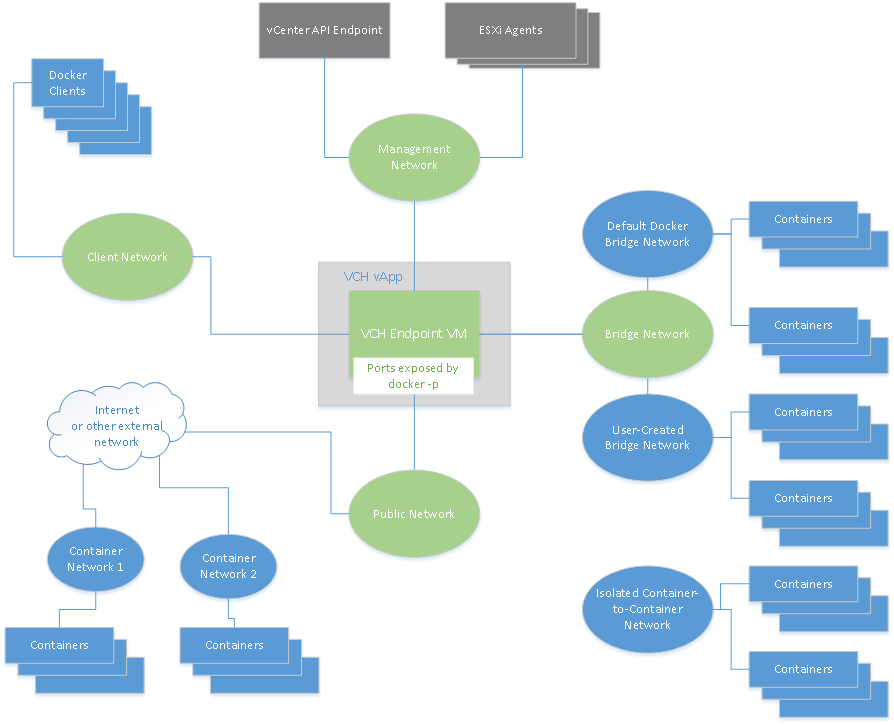 vCenter API Endpoint
ESXi Agents
Docker
Clients
Management
Network
Default Docker
Bridge Network
Containers
Client Network
VCH vApp
VCH Endpoint VM
Bridge Network
Containers
Ports exposed by
docker -p
Internet
or other external
network
User-Created
Bridge Network
Containers
Containers
Public Network
Container
Network 1
Container
Network 2
Isolated Container-
to-Container
Network
Containers
Containers
Containers
Containers